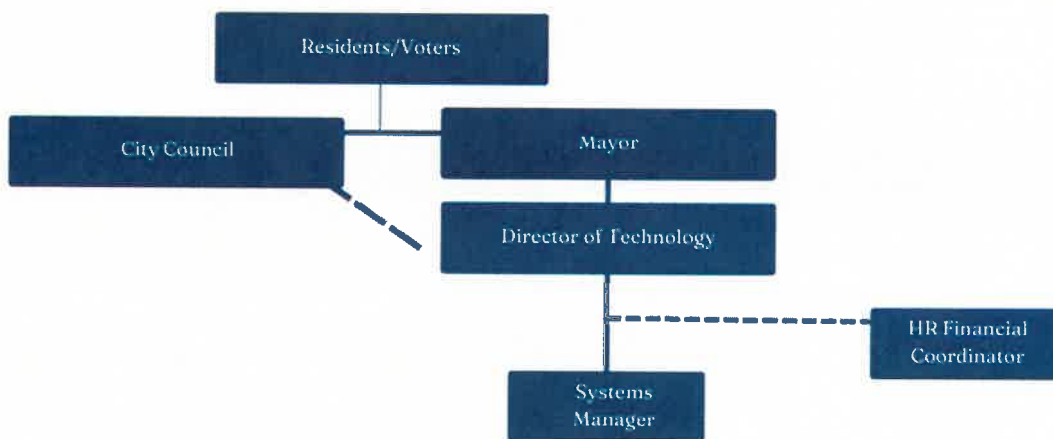 Residents/Voters
City Council
Mayor
Director of Technology
HR Financial
Coordinator
Systems
Manager